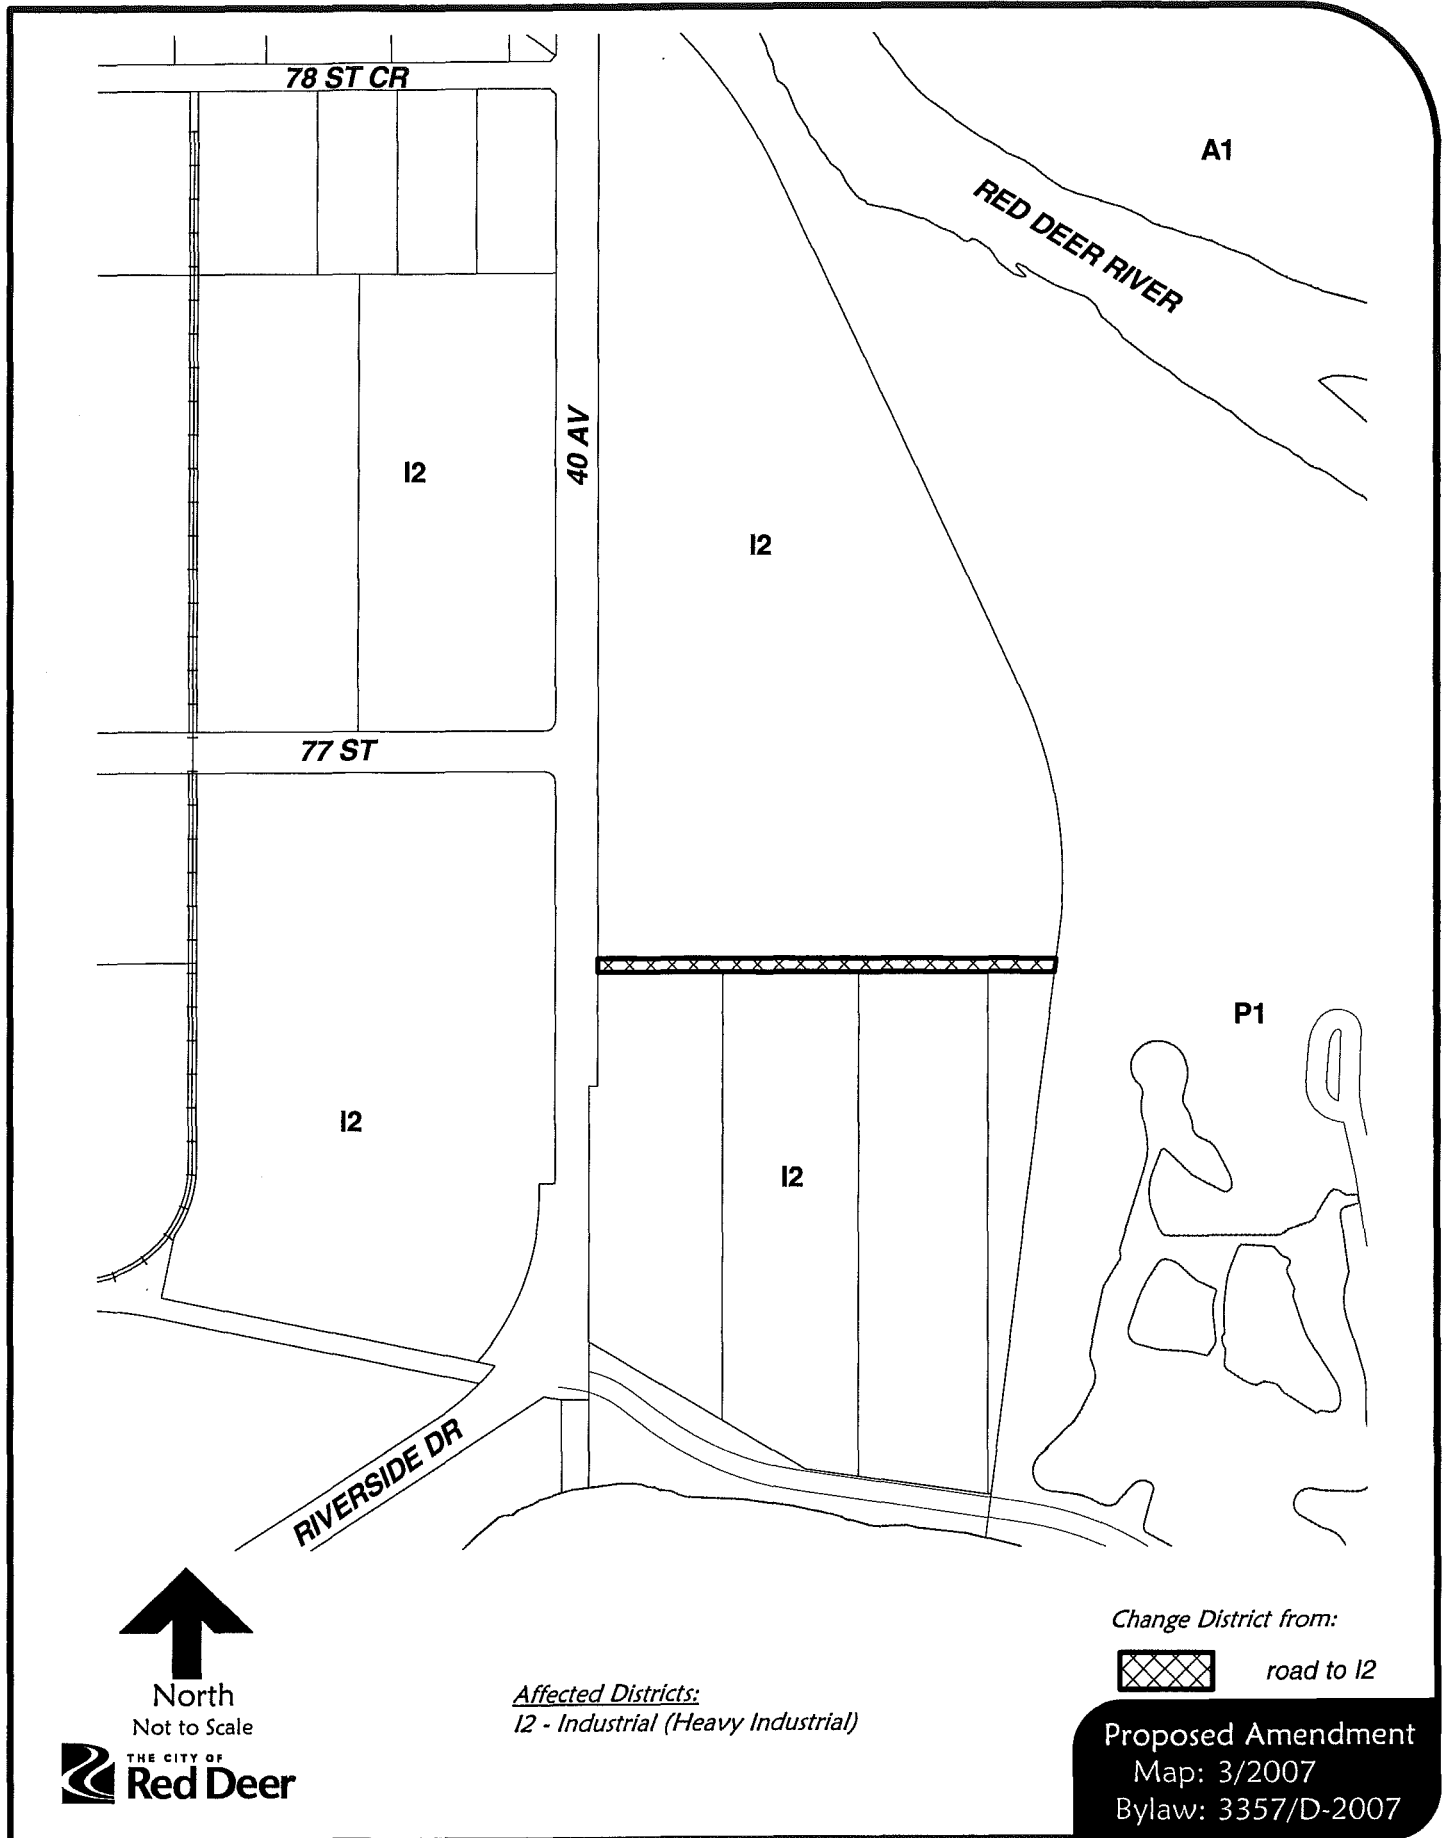 78 ST CR
A1
RED DEER RIVER
40 AV
I2
I2
77 ST
P1
I2
I2
RIVERSIDE DR
North
Not to Scale
THE CITY OF
Red Deer
Affected Districts:
I2 - Industrial (Heavy Industrial)
Change District from:
road to I2
Proposed Amendment
Map: 3/2007
Bylaw: 3357/D-2007